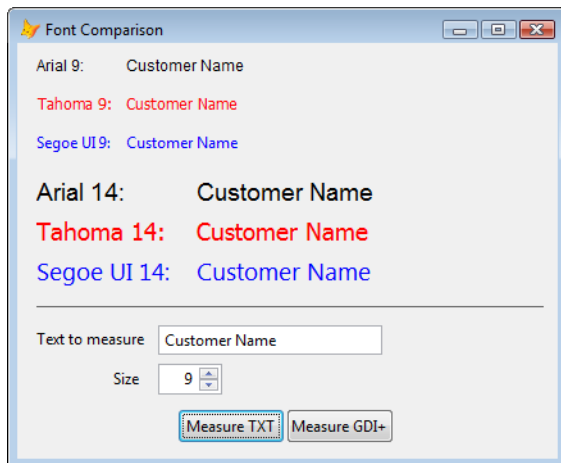 Font Comparison
Arial 9: Customer Name
Tahoma 9: Customer Name
Segoe UI 9: Customer Name
Arial 14: Customer Name
Tahoma 14: Customer Name
Segoe UI 14: Customer Name
Text to measure Customer Name
Size 9
Measure TXT Measure GDI+